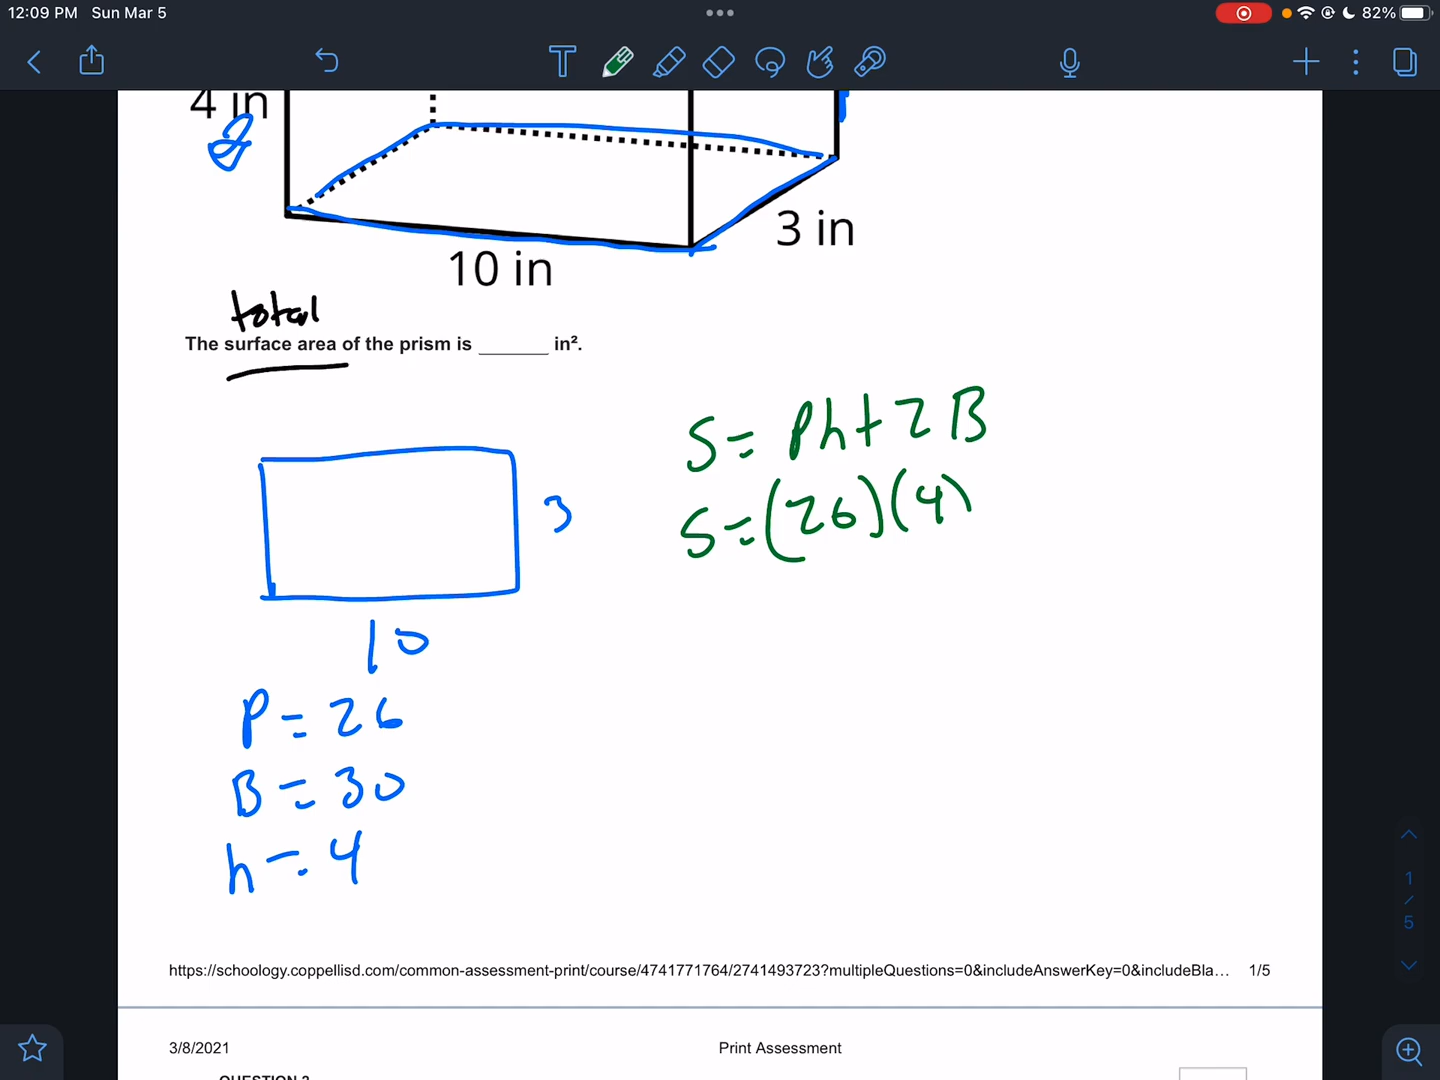 12:09 PM Sun Mar 5
82%
4 in
3 in
10 in
total
The surface area of the prism is ______ in².
S = Ph + 2B
S = (26)(4)
3
10
P = 26
B = 30
h = 4
1
/
5
https://schoology.coppellisd.com/common-assessment-print/course/4741771764/2741493723?multipleQuestions=0&includeAnswerKey=0&includeBla… 1/5
3/8/2021 Print Assessment